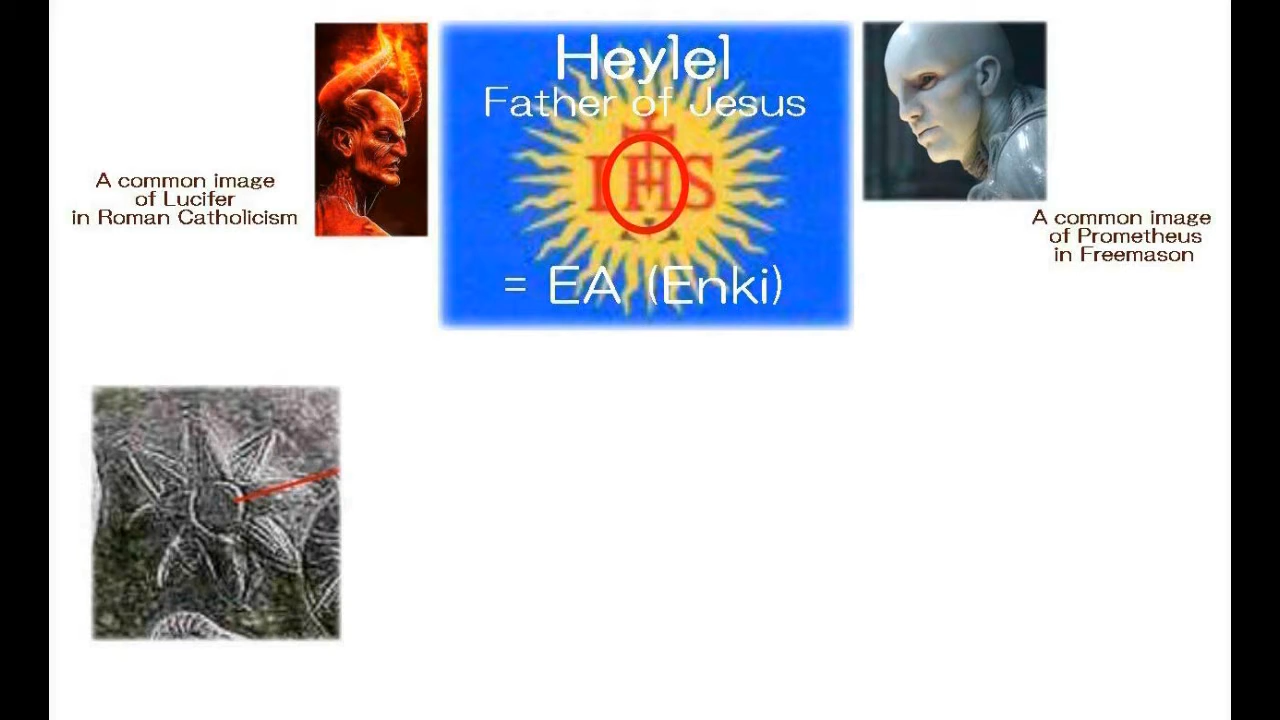 Heylel
Father of Jesus
IHS
= EA (Enki)
A common image
of Lucifer
in Roman Catholicism
A common image
of Prometheus
in Freemason